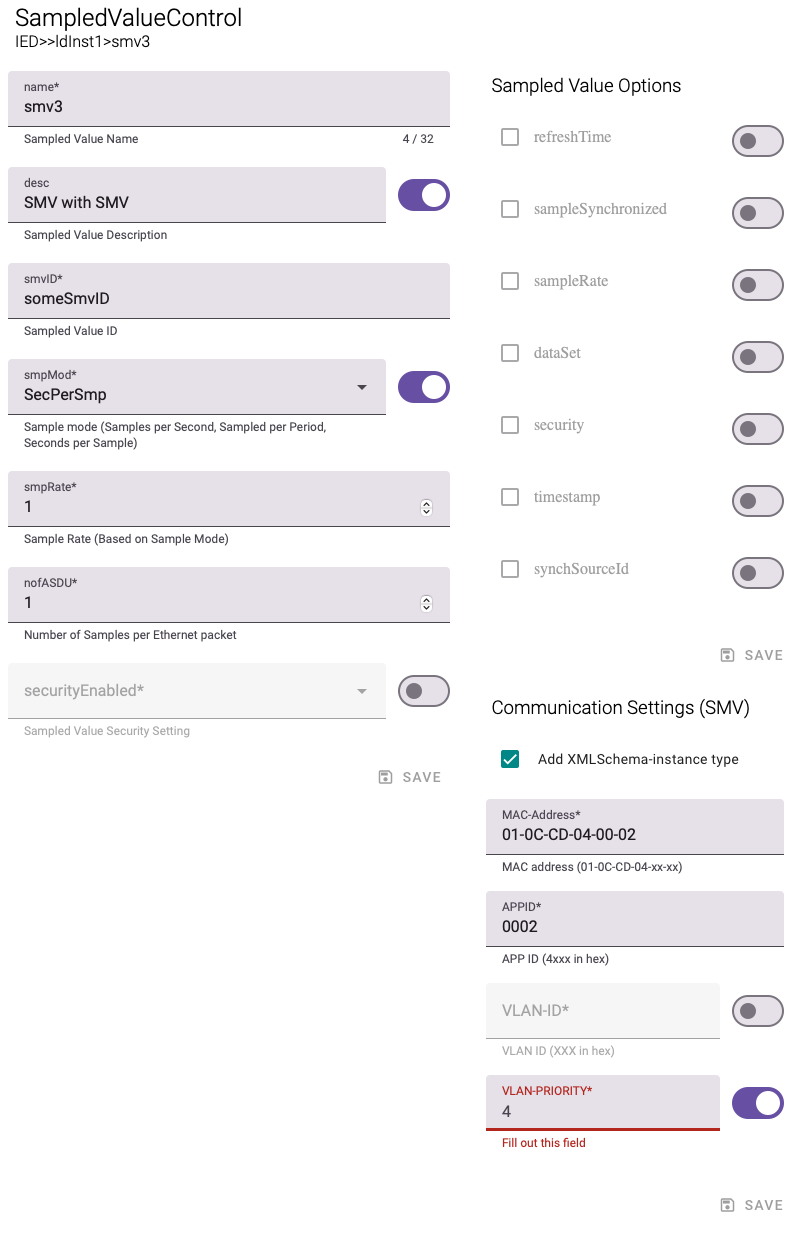 SampledValueControl
IED>>ldInst1>smv3
name*
smv3
Sampled Value Name
4 / 32
desc
SMV with SMV
Sampled Value Description
smvID*
someSmvID
Sampled Value ID
smpMod*
SecPerSmp
Sample mode (Samples per Second, Sampled per Period,
Seconds per Sample)
smpRate*
1
Sample Rate (Based on Sample Mode)
nofASDU*
1
Number of Samples per Ethernet packet
securityEnabled*
Sampled Value Security Setting
SAVE
Sampled Value Options
refreshTime
sampleSynchronized
sampleRate
dataSet
security
timestamp
synchSourceId
SAVE
Communication Settings (SMV)
Add XMLSchema-instance type
MAC-Address*
01-0C-CD-04-00-02
MAC address (01-0C-CD-04-xx-xx)
APPID*
0002
APP ID (4xxx in hex)
VLAN-ID*
VLAN ID (XXX in hex)
VLAN-PRIORITY*
4
Fill out this field
SAVE